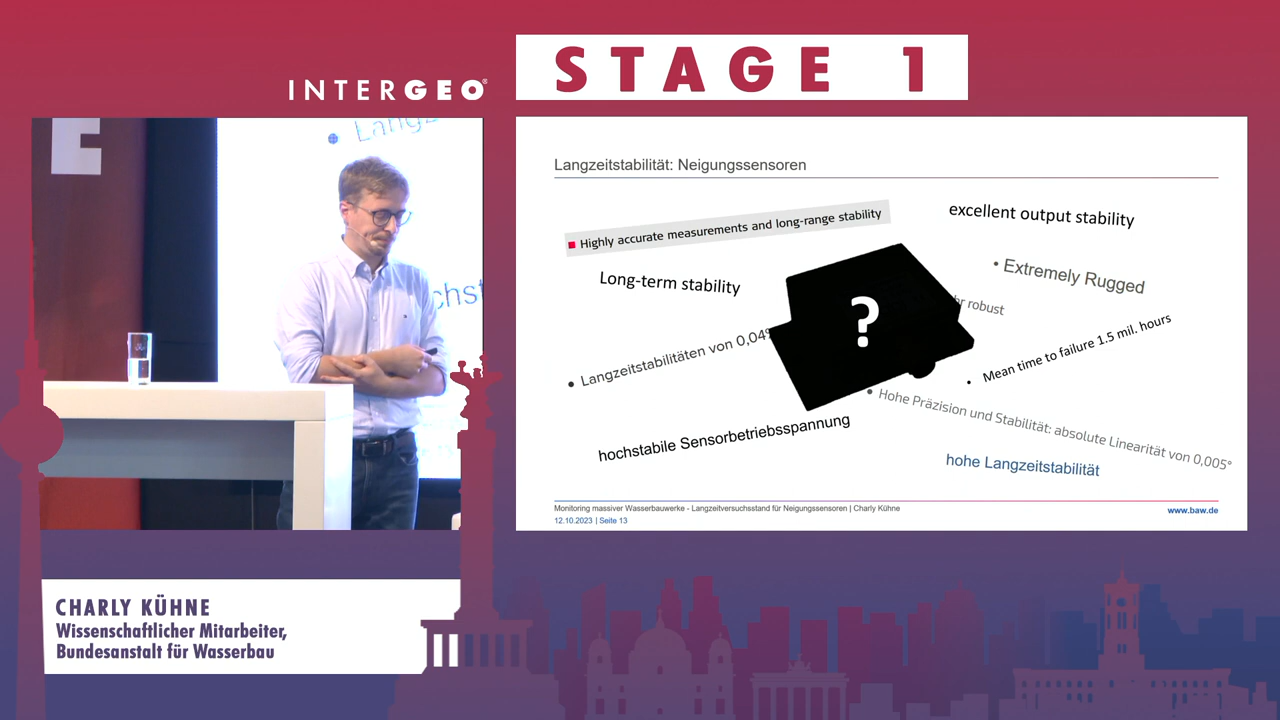 INTERGEO®
STAGE 1
Langzeitstabilität: Neigungssensoren
Highly accurate measurements and long-range stability
excellent output stability
Long-term stability
• Extremely Rugged
robust
• Langzeitstabilitäten von 0,04°
?
• Mean time to failure 1.5 mil. hours
• Hohe Präzision und Stabilität: absolute Linearität von 0,005°
hochstabile Sensorbetriebsspannung
hohe Langzeitstabilität
Monitoring massiver Wasserbauwerke - Langzeitversuchsstand für Neigungssensoren | Charly Kühne
12.10.2023 | Seite 13
www.baw.de
CHARLY KÜHNE
Wissenschaftlicher Mitarbeiter,
Bundesanstalt für Wasserbau